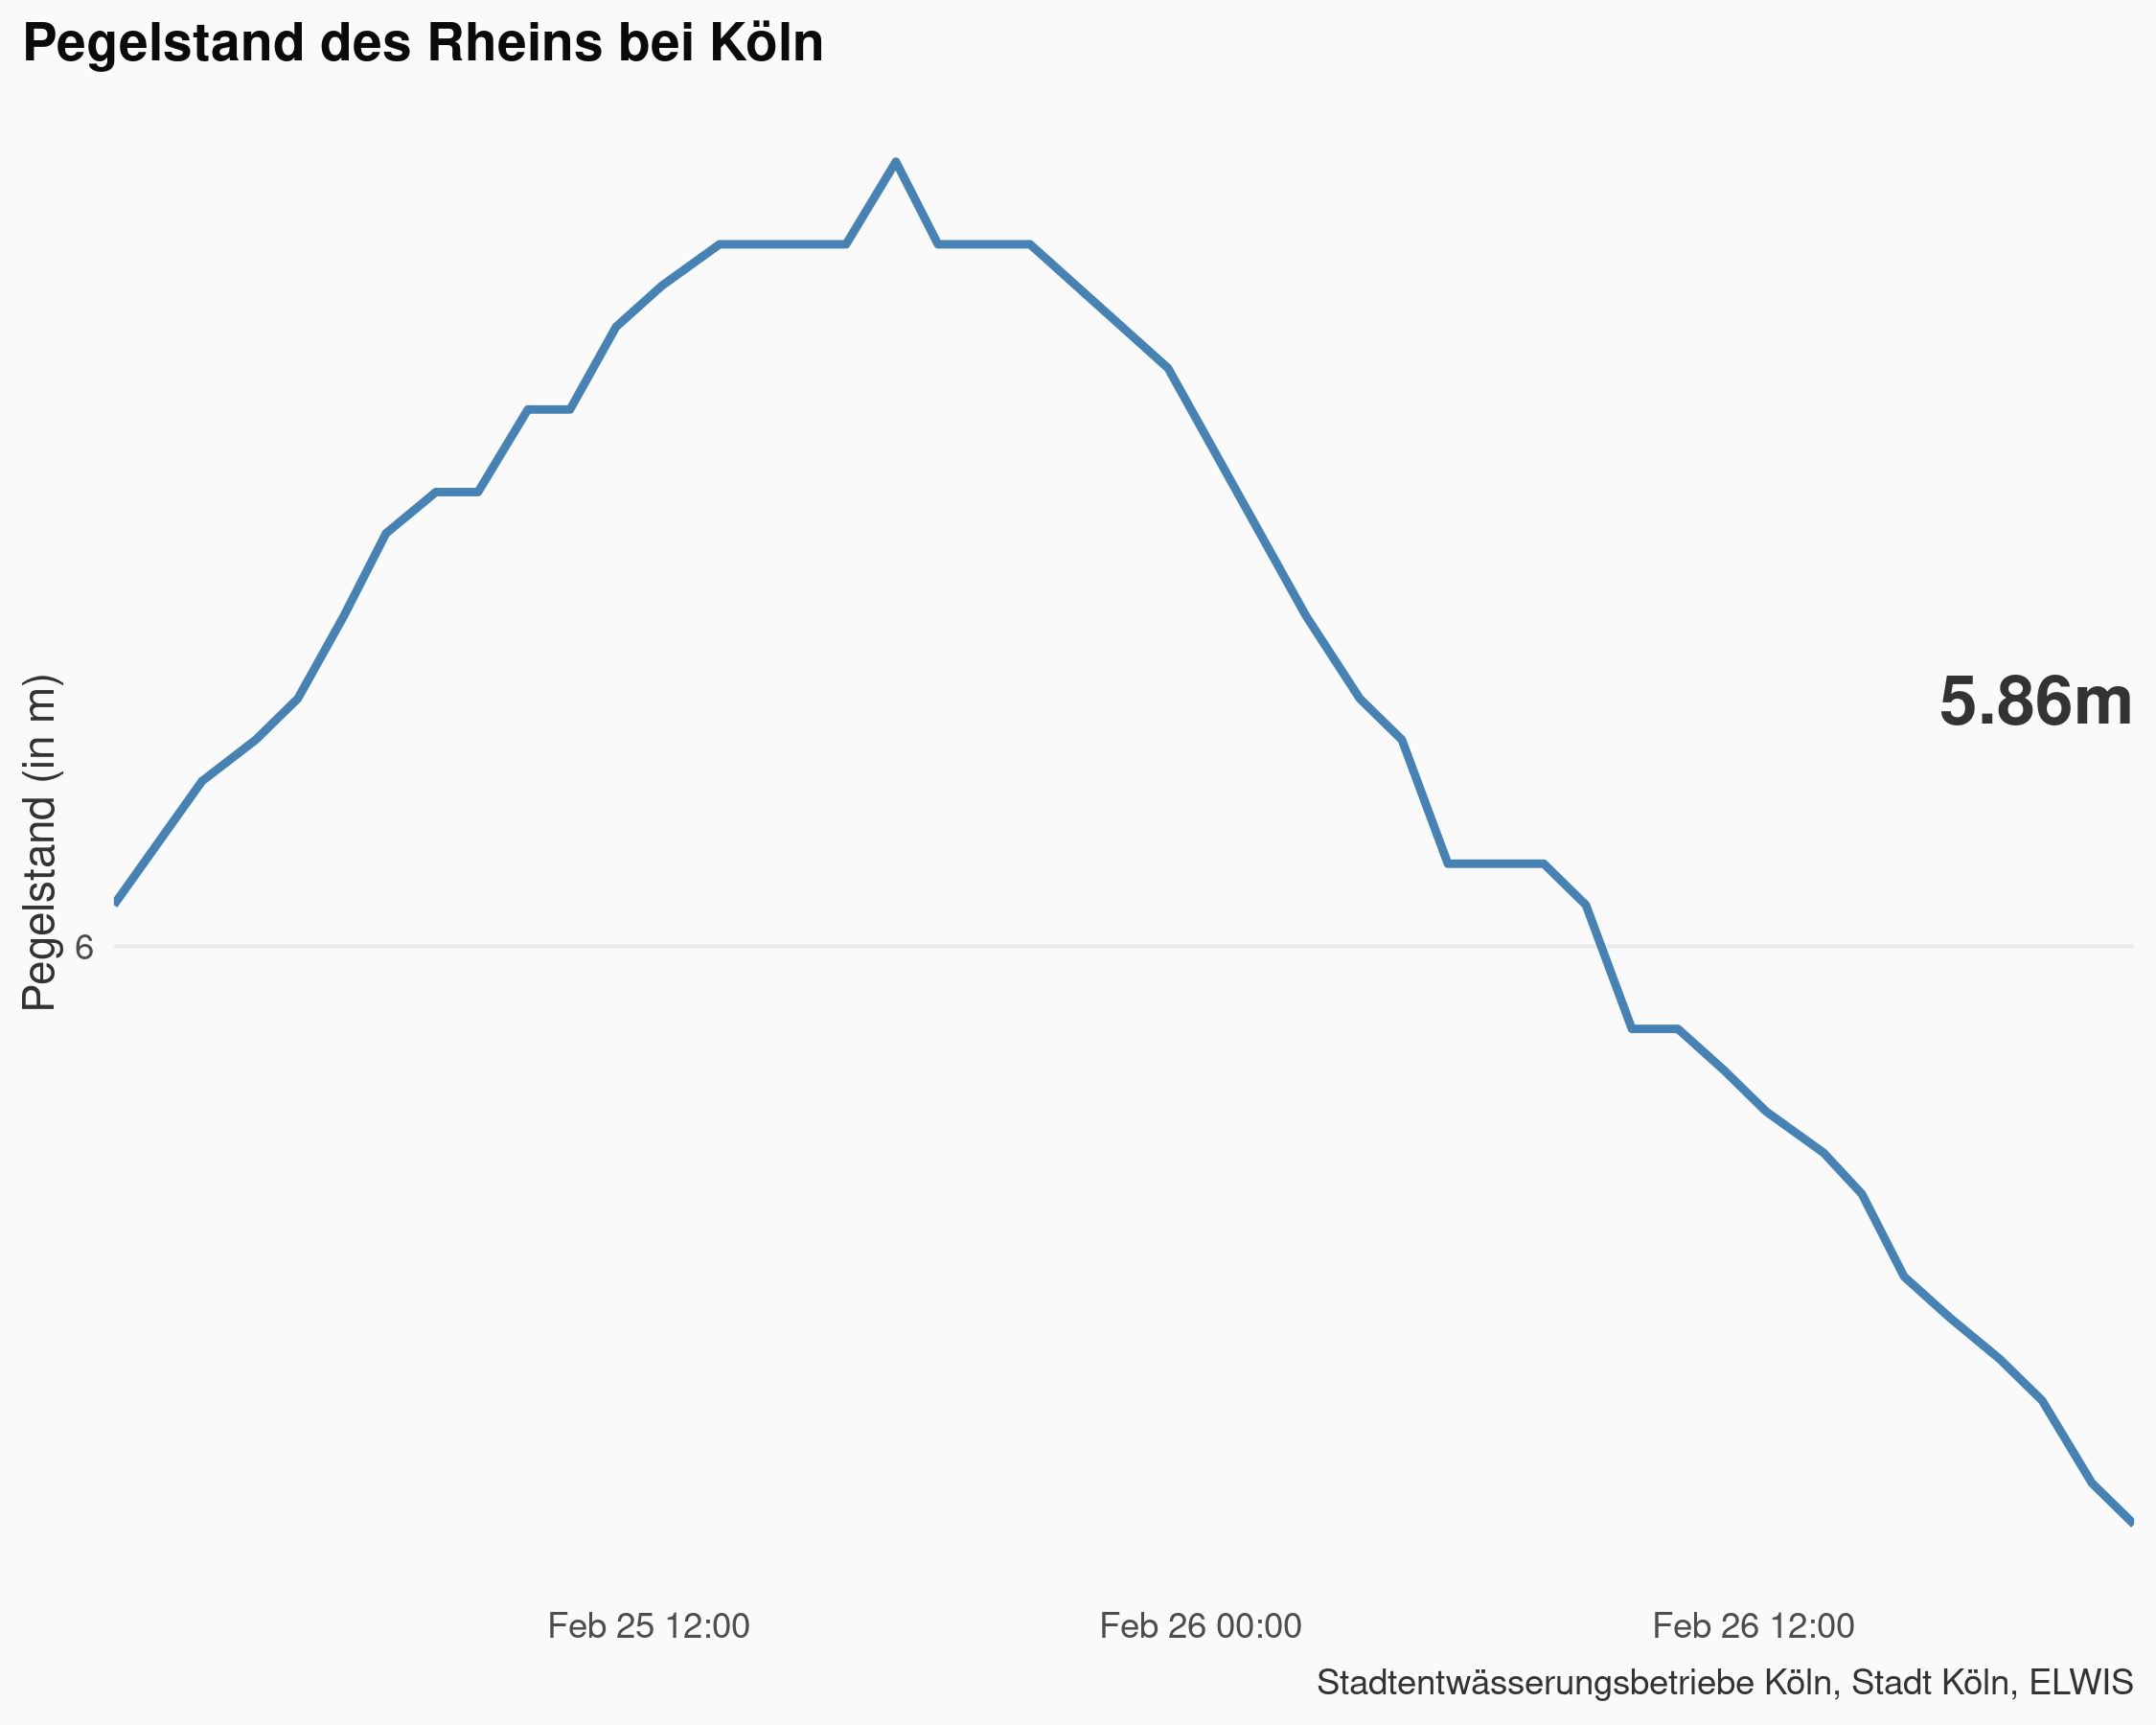 Pegelstand des Rheins bei Köln
5.86m
Pegelstand (in m)
6
Feb 25 12:00
Feb 26 00:00
Feb 26 12:00
Stadtentwässerungsbetriebe Köln, Stadt Köln, ELWIS